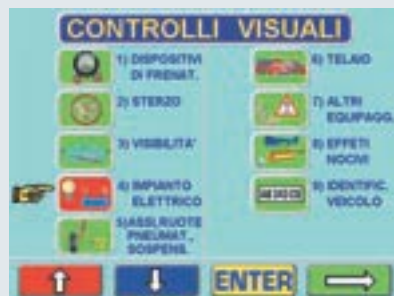 CONTROLLI VISUALI
1) DISPOSITIVI
DI FRENAT.
2) STERZO
3) VISIBILITA'
4) IMPIANTO
ELETTRICO
5)ASSI,RUOTE
PNEUMAT.,
SOSPENS.
6) TELAIO
7) ALTRI
EQUIPAGG.
8) EFFETI
NOCIVI
9) IDENTIFIC.
VEICOLO
ENTER